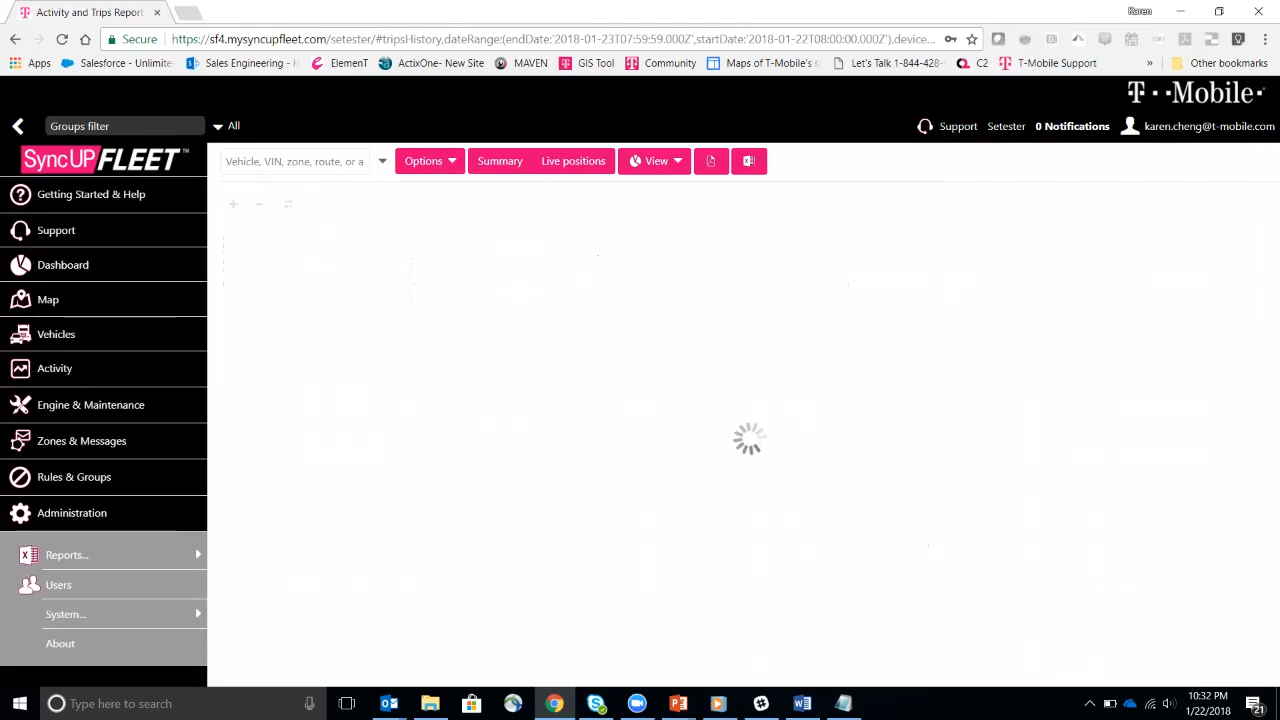 Activity and Trips Report
Karen
Secure
https://sf4.mysyncupfleet.com/setester/#tripsHistory,dateRange:(endDate:'2018-01-23T07:59:59.000Z',startDate:'2018-01-22T08:00:00.000Z'),device...
Apps
Salesforce - Unlimite
Sales Engineering - H
ElemenT
ActixOne- New Site
MAVEN
GIS Tool
Community
Maps of T-Mobile's s
Let's Talk 1-844-428-
C2
T-Mobile Support
»
Other bookmarks
T··Mobile·
Groups filter
All
Support
Setester
0 Notifications
karen.cheng@t-mobile.com
SyncUP FLEET™
Vehicle, VIN, zone, route, or a
Options
Summary
Live positions
View
Getting Started & Help
Support
Dashboard
Map
Vehicles
Activity
Engine & Maintenance
Zones & Messages
Rules & Groups
Administration
Reports...
Users
System...
About
Type here to search
10:32 PM
1/22/2018
21